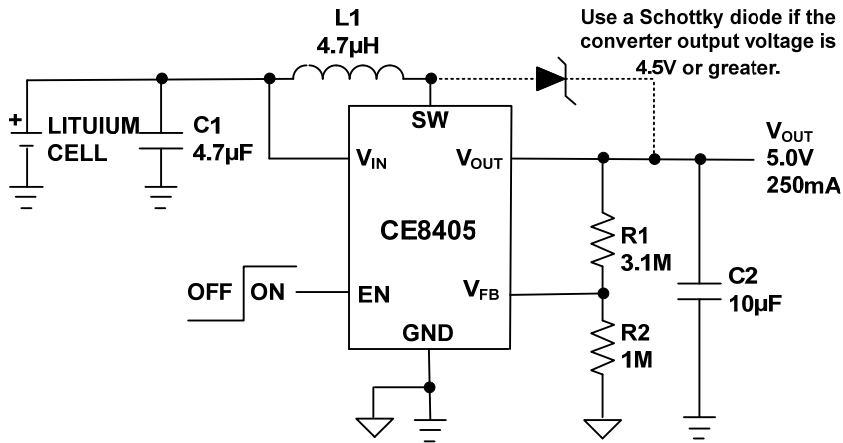 L1
4.7µH
Use a Schottky diode if the
converter output voltage is
4.5V or greater.
+
LITUIUM
CELL
C1
4.7µF
SW
VIN
VOUT
VOUT
5.0V
250mA
CE8405
R1
3.1M
OFF
ON
EN
VFB
C2
10µF
GND
R2
1M